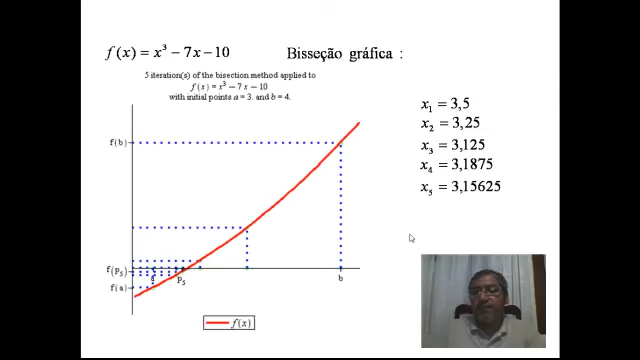 f(x) = x³ − 7x − 10
Bisseção gráfica :
5 iteration(s) of the bisection method applied to
f(x) = x³ − 7x − 10
with initial points a = 3. and b = 4.
x₁ = 3,5
x₂ = 3,25
x₃ = 3,125
x₄ = 3,1875
x₅ = 3,15625
f(b)
f(p₅)
f(a)
p₅
b
f(x)